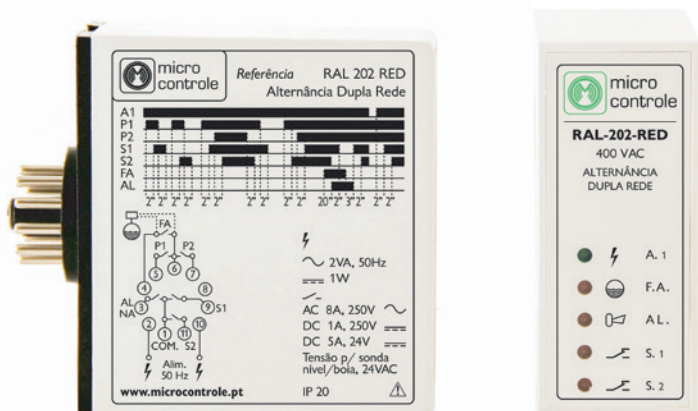 micro
controle
Referência RAL 202 RED
Alternância Dupla Rede
A1
P1
P2
S1
S2
FA
AL
2" 2" 2" 2" 2" 2" 2" 2" 2" 2" 20" 2" 3" 2" 2" 2"
FA
P1 P2
5 6 7
4 8
AL 3 9 S1
NA
2 10
1 11
COM. S2
Alim.
50 Hz
2VA, 50Hz
1W
AC 8A, 250V
DC 1A, 250V
DC 5A, 24V
Tensão p/ sonda
nível/boia, 24VAC
www.microcontrole.pt IP 20
micro
controle
RAL-202-RED
400 VAC
ALTERNÂNCIA
DUPLA REDE
A. 1
F.A.
AL.
S. 1
S. 2